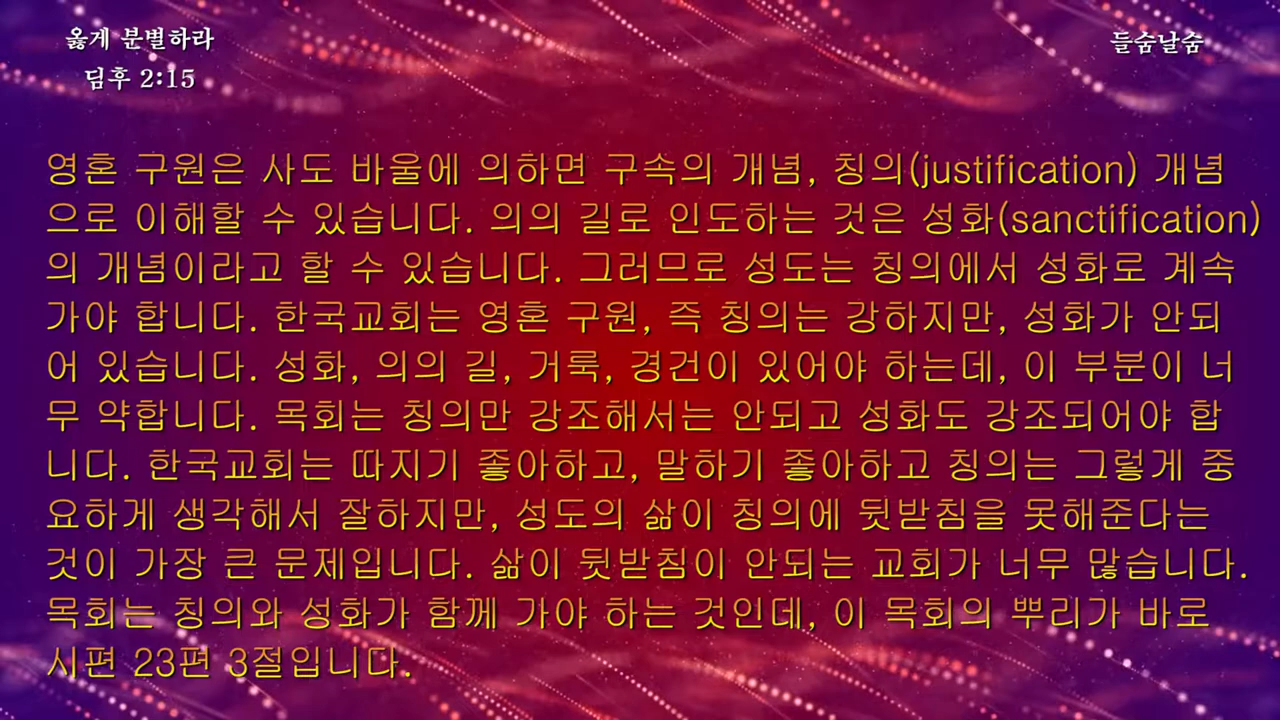 옳게 분별하라
딤후 2:15
들숨날숨
영혼 구원은 사도 바울에 의하면 구속의 개념, 칭의(justification) 개념
으로 이해할 수 있습니다. 의의 길로 인도하는 것은 성화(sanctification)
의 개념이라고 할 수 있습니다. 그러므로 성도는 칭의에서 성화로 계속
가야 합니다. 한국교회는 영혼 구원, 즉 칭의는 강하지만, 성화가 안되
어 있습니다. 성화, 의의 길, 거룩, 경건이 있어야 하는데, 이 부분이 너
무 약합니다. 목회는 칭의만 강조해서는 안되고 성화도 강조되어야 합
니다. 한국교회는 따지기 좋아하고, 말하기 좋아하고 칭의는 그렇게 중
요하게 생각해서 잘하지만, 성도의 삶이 칭의에 뒷받침을 못해준다는
것이 가장 큰 문제입니다. 삶이 뒷받침이 안되는 교회가 너무 많습니다.
목회는 칭의와 성화가 함께 가야 하는 것인데, 이 목회의 뿌리가 바로
시편 23편 3절입니다.